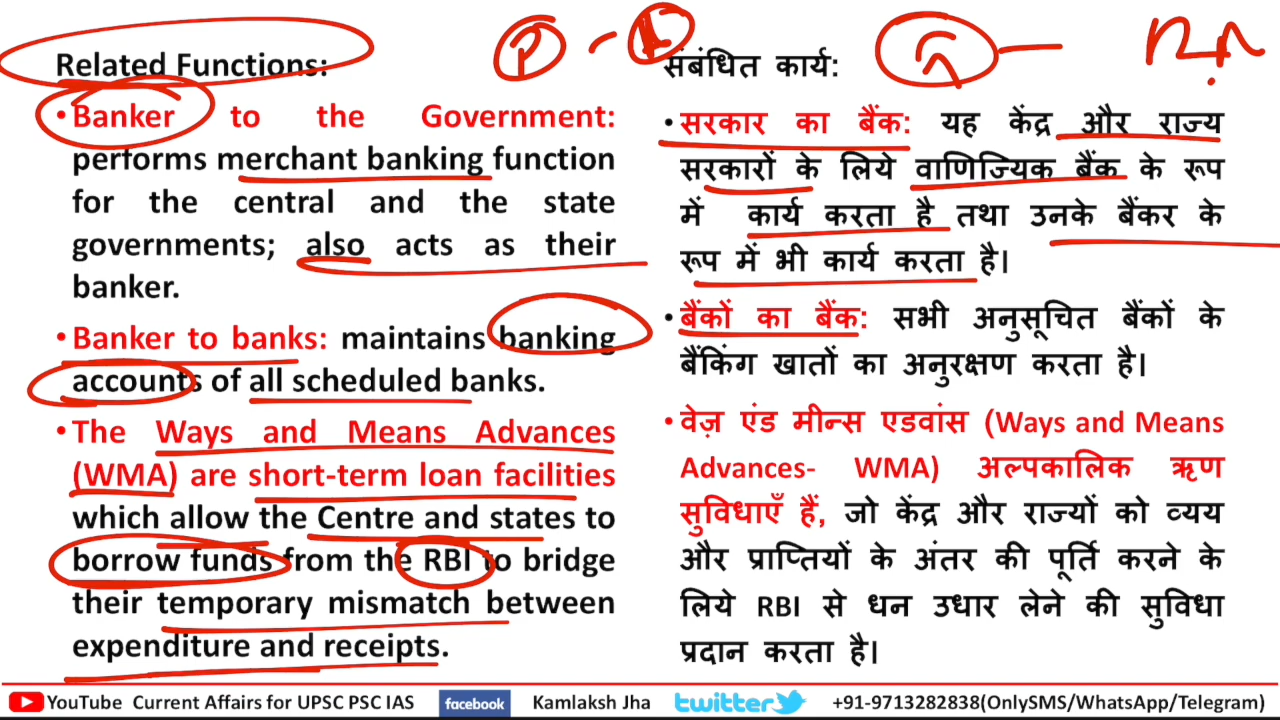 Related Functions:
• Banker to the Government:
performs merchant banking function
for the central and the state
governments; also acts as their
banker.
• Banker to banks: maintains banking
accounts of all scheduled banks.
• The Ways and Means Advances
(WMA) are short-term loan facilities
which allow the Centre and states to
borrow funds from the RBI to bridge
their temporary mismatch between
expenditure and receipts.
P
संबंधित कार्य:
• सरकार का बैंक: यह केंद्र और राज्य
सरकारों के लिये वाणिज्यिक बैंक के रूप
में कार्य करता है तथा उनके बैंकर के
रूप में भी कार्य करता है।
• बैंकों का बैंक: सभी अनुसूचित बैंकों के
बैंकिंग खातों का अनुरक्षण करता है।
• वेज़ एंड मीन्स एडवांस (Ways and Means
Advances- WMA) अल्पकालिक ऋण
सुविधाएँ हैं, जो केंद्र और राज्यों को व्यय
और प्राप्तियों के अंतर की पूर्ति करने के
लिये RBI से धन उधार लेने की सुविधा
प्रदान करता है।
YouTube Current Affairs for UPSC PSC IAS facebook Kamlaksh Jha twitter +91-9713282838(OnlySMS/WhatsApp/Telegram)